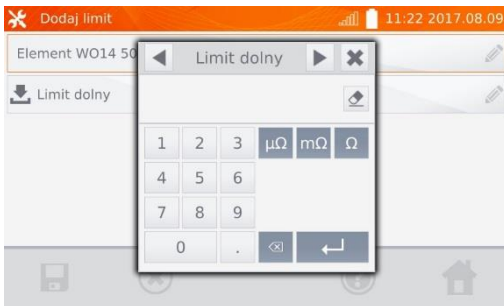 Dodaj limit 11:22 2017.08.09
Element WO14 50
Limit dolny
Limit dolny
1 2 3 μΩ mΩ Ω
4 5 6
7 8 9
0 .